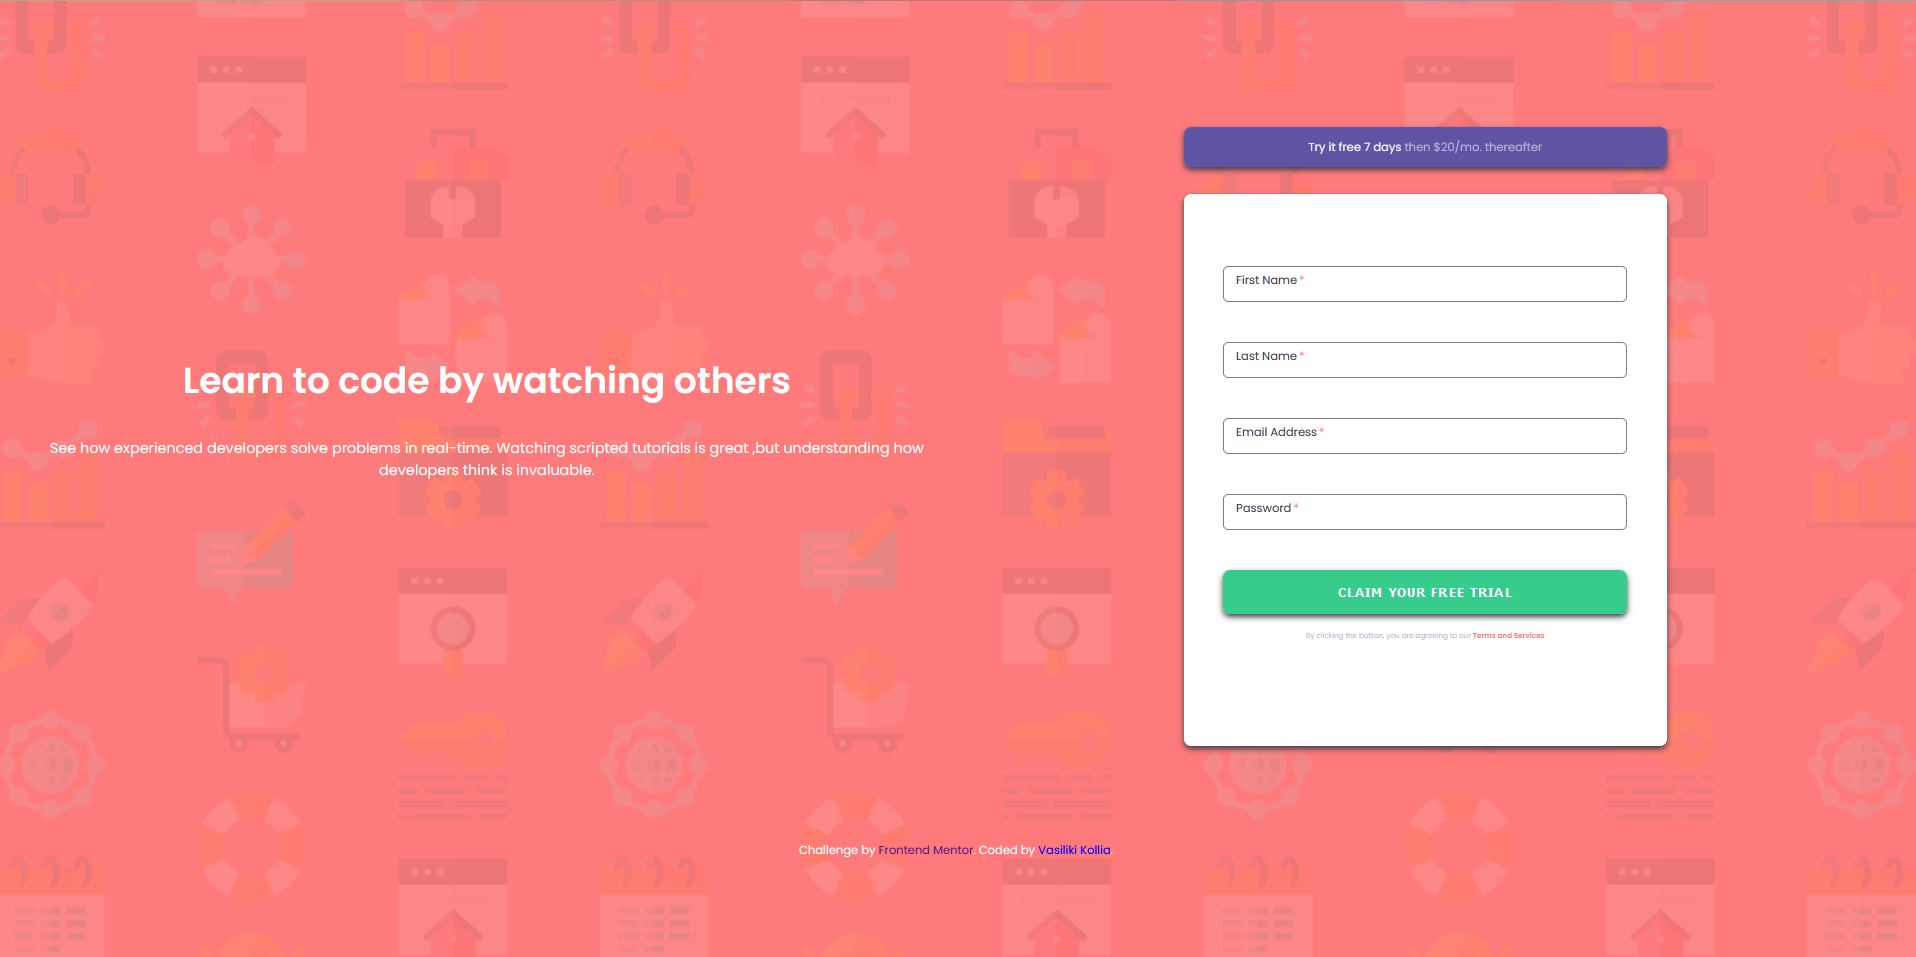 Learn to code by watching others
See how experienced developers solve problems in real-time. Watching scripted tutorials is great ,but understanding how
developers think is invaluable.
Try it free 7 days then $20/mo. thereafter
First Name *
Last Name *
Email Address *
Password *
CLAIM YOUR FREE TRIAL
By clicking the button, you are agreeing to our Terms and Services
Challenge by Frontend Mentor. Coded by Vasiliki Kollia.